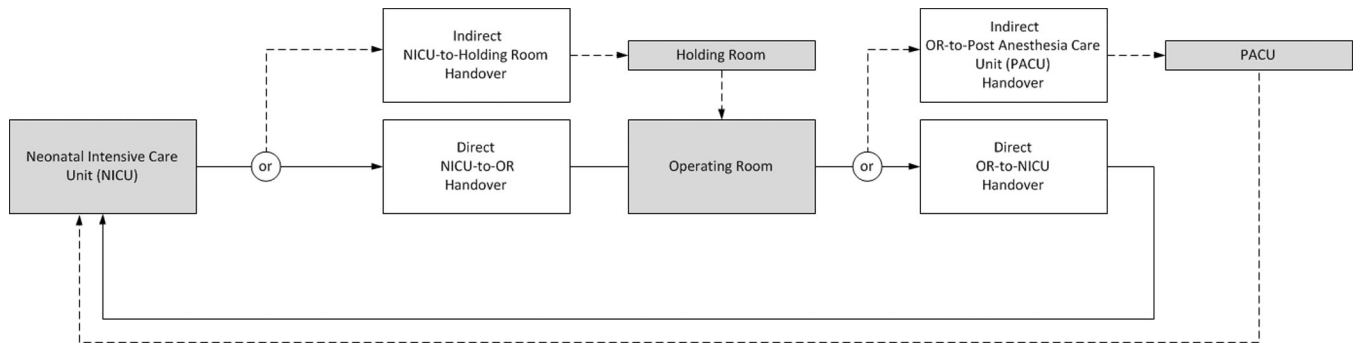 Indirect
NICU-to-Holding Room
Handover
Holding Room
Indirect
OR-to-Post Anesthesia Care
Unit (PACU)
Handover
PACU
Neonatal Intensive Care
Unit (NICU)
or
Direct
NICU-to-OR
Handover
Operating Room
or
Direct
OR-to-NICU
Handover